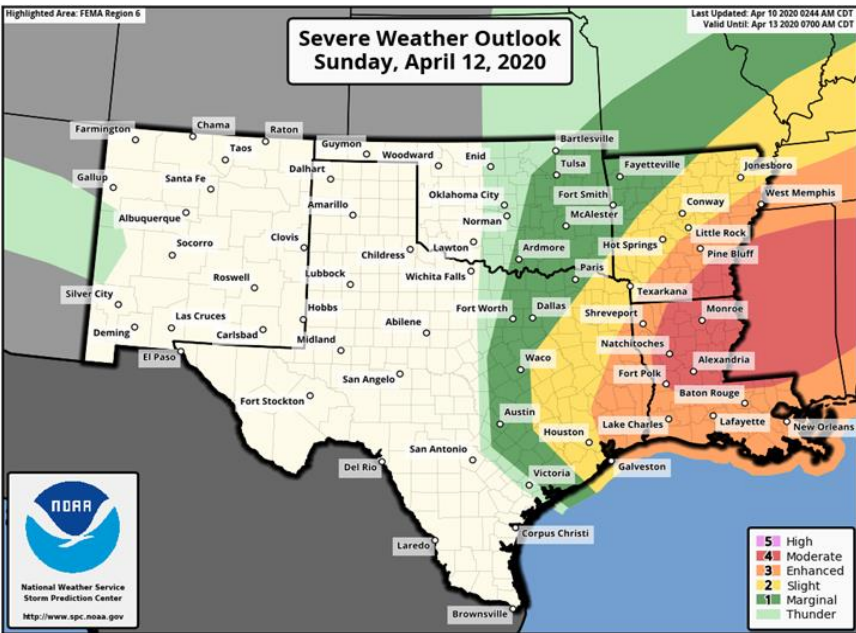 Highlighted Area: FEMA Region 6
Last Updated: Apr 10 2020 0244 AM CDT
Valid Until: Apr 13 2020 0700 AM CDT
Severe Weather Outlook
Sunday, April 12, 2020
Farmington
Chama
Raton
Taos
Guymon
Woodward
Enid
Bartlesville
Tulsa
Fayetteville
Jonesboro
Gallup
Santa Fe
Dalhart
Oklahoma City
Fort Smith
Conway
West Memphis
Albuquerque
Amarillo
Norman
McAlester
Little Rock
Socorro
Clovis
Childress
Lawton
Ardmore
Hot Springs
Pine Bluff
Roswell
Lubbock
Wichita Falls
Paris
Texarkana
Silver City
Las Cruces
Hobbs
Abilene
Fort Worth
Dallas
Shreveport
Monroe
Deming
Carlsbad
Midland
Natchitoches
El Paso
San Angelo
Waco
Fort Polk
Alexandria
Fort Stockton
Austin
Baton Rouge
Lake Charles
Lafayette
New Orleans
Houston
Del Rio
San Antonio
Galveston
Victoria
Corpus Christi
Laredo
Brownsville
NOAA
National Weather Service
Storm Prediction Center
http://www.spc.noaa.gov
5 High
4 Moderate
3 Enhanced
2 Slight
1 Marginal
Thunder